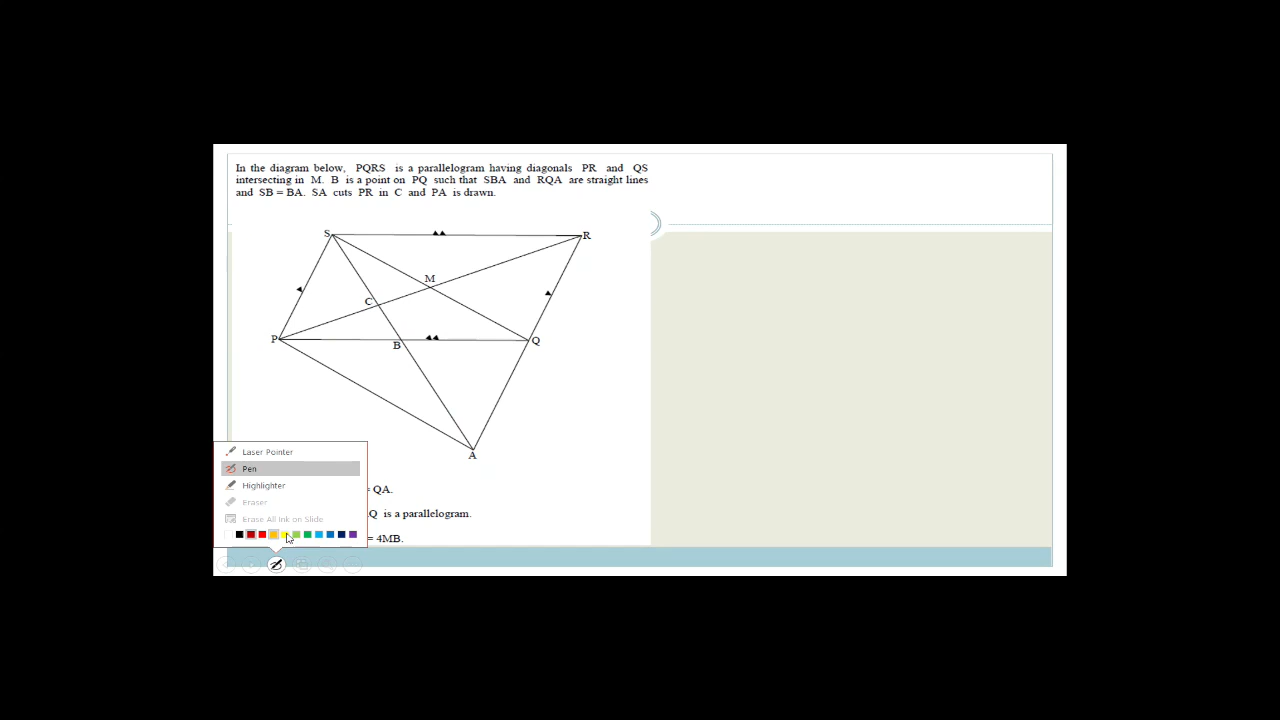 In the diagram below, PQRS is a parallelogram having diagonals PR and QS
intersecting in M. B is a point on PQ such that SBA and RQA are straight lines
and SB = BA. SA cuts PR in C and PA is drawn.
S
R
M
C
P
B
Q
A
Laser Pointer
Pen
Highlighter
= QA.
Eraser
Q is a parallelogram.
Erase All Ink on Slide
= 4MB.